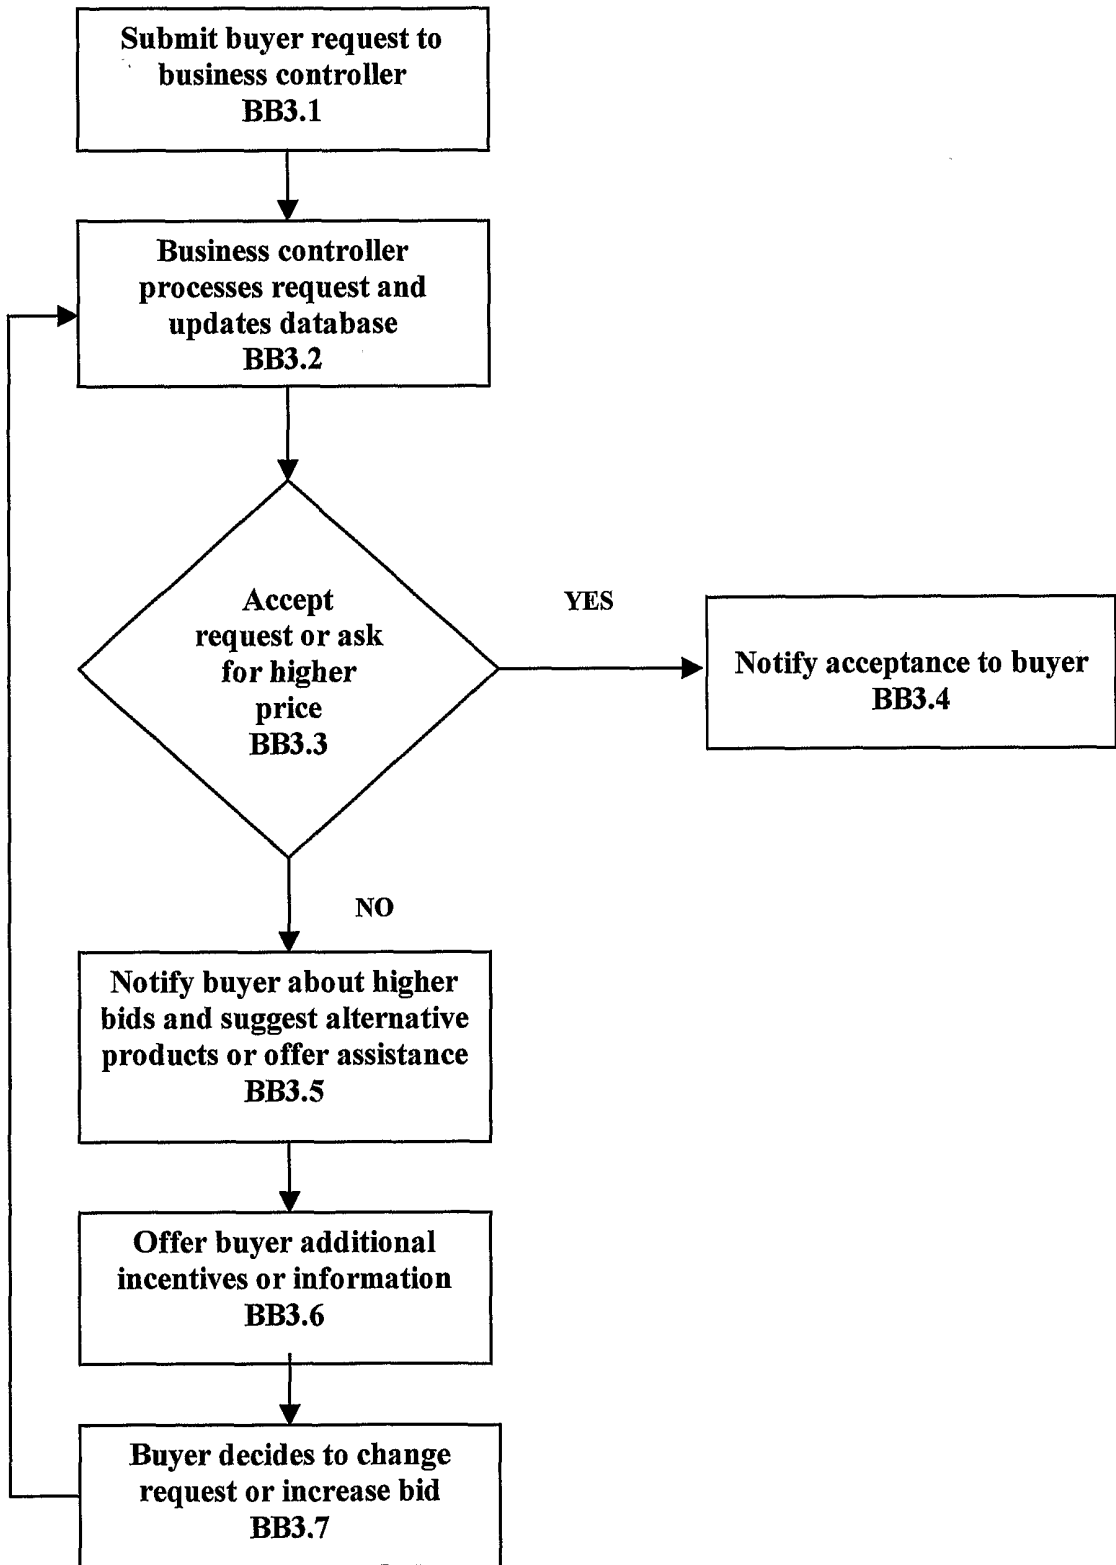 Submit buyer request to
business controller
BB3.1
Business controller
processes request and
updates database
BB3.2
Accept
request or ask
for higher
price
BB3.3
YES
Notify acceptance to buyer
BB3.4
NO
Notify buyer about higher
bids and suggest alternative
products or offer assistance
BB3.5
Offer buyer additional
incentives or information
BB3.6
Buyer decides to change
request or increase bid
BB3.7